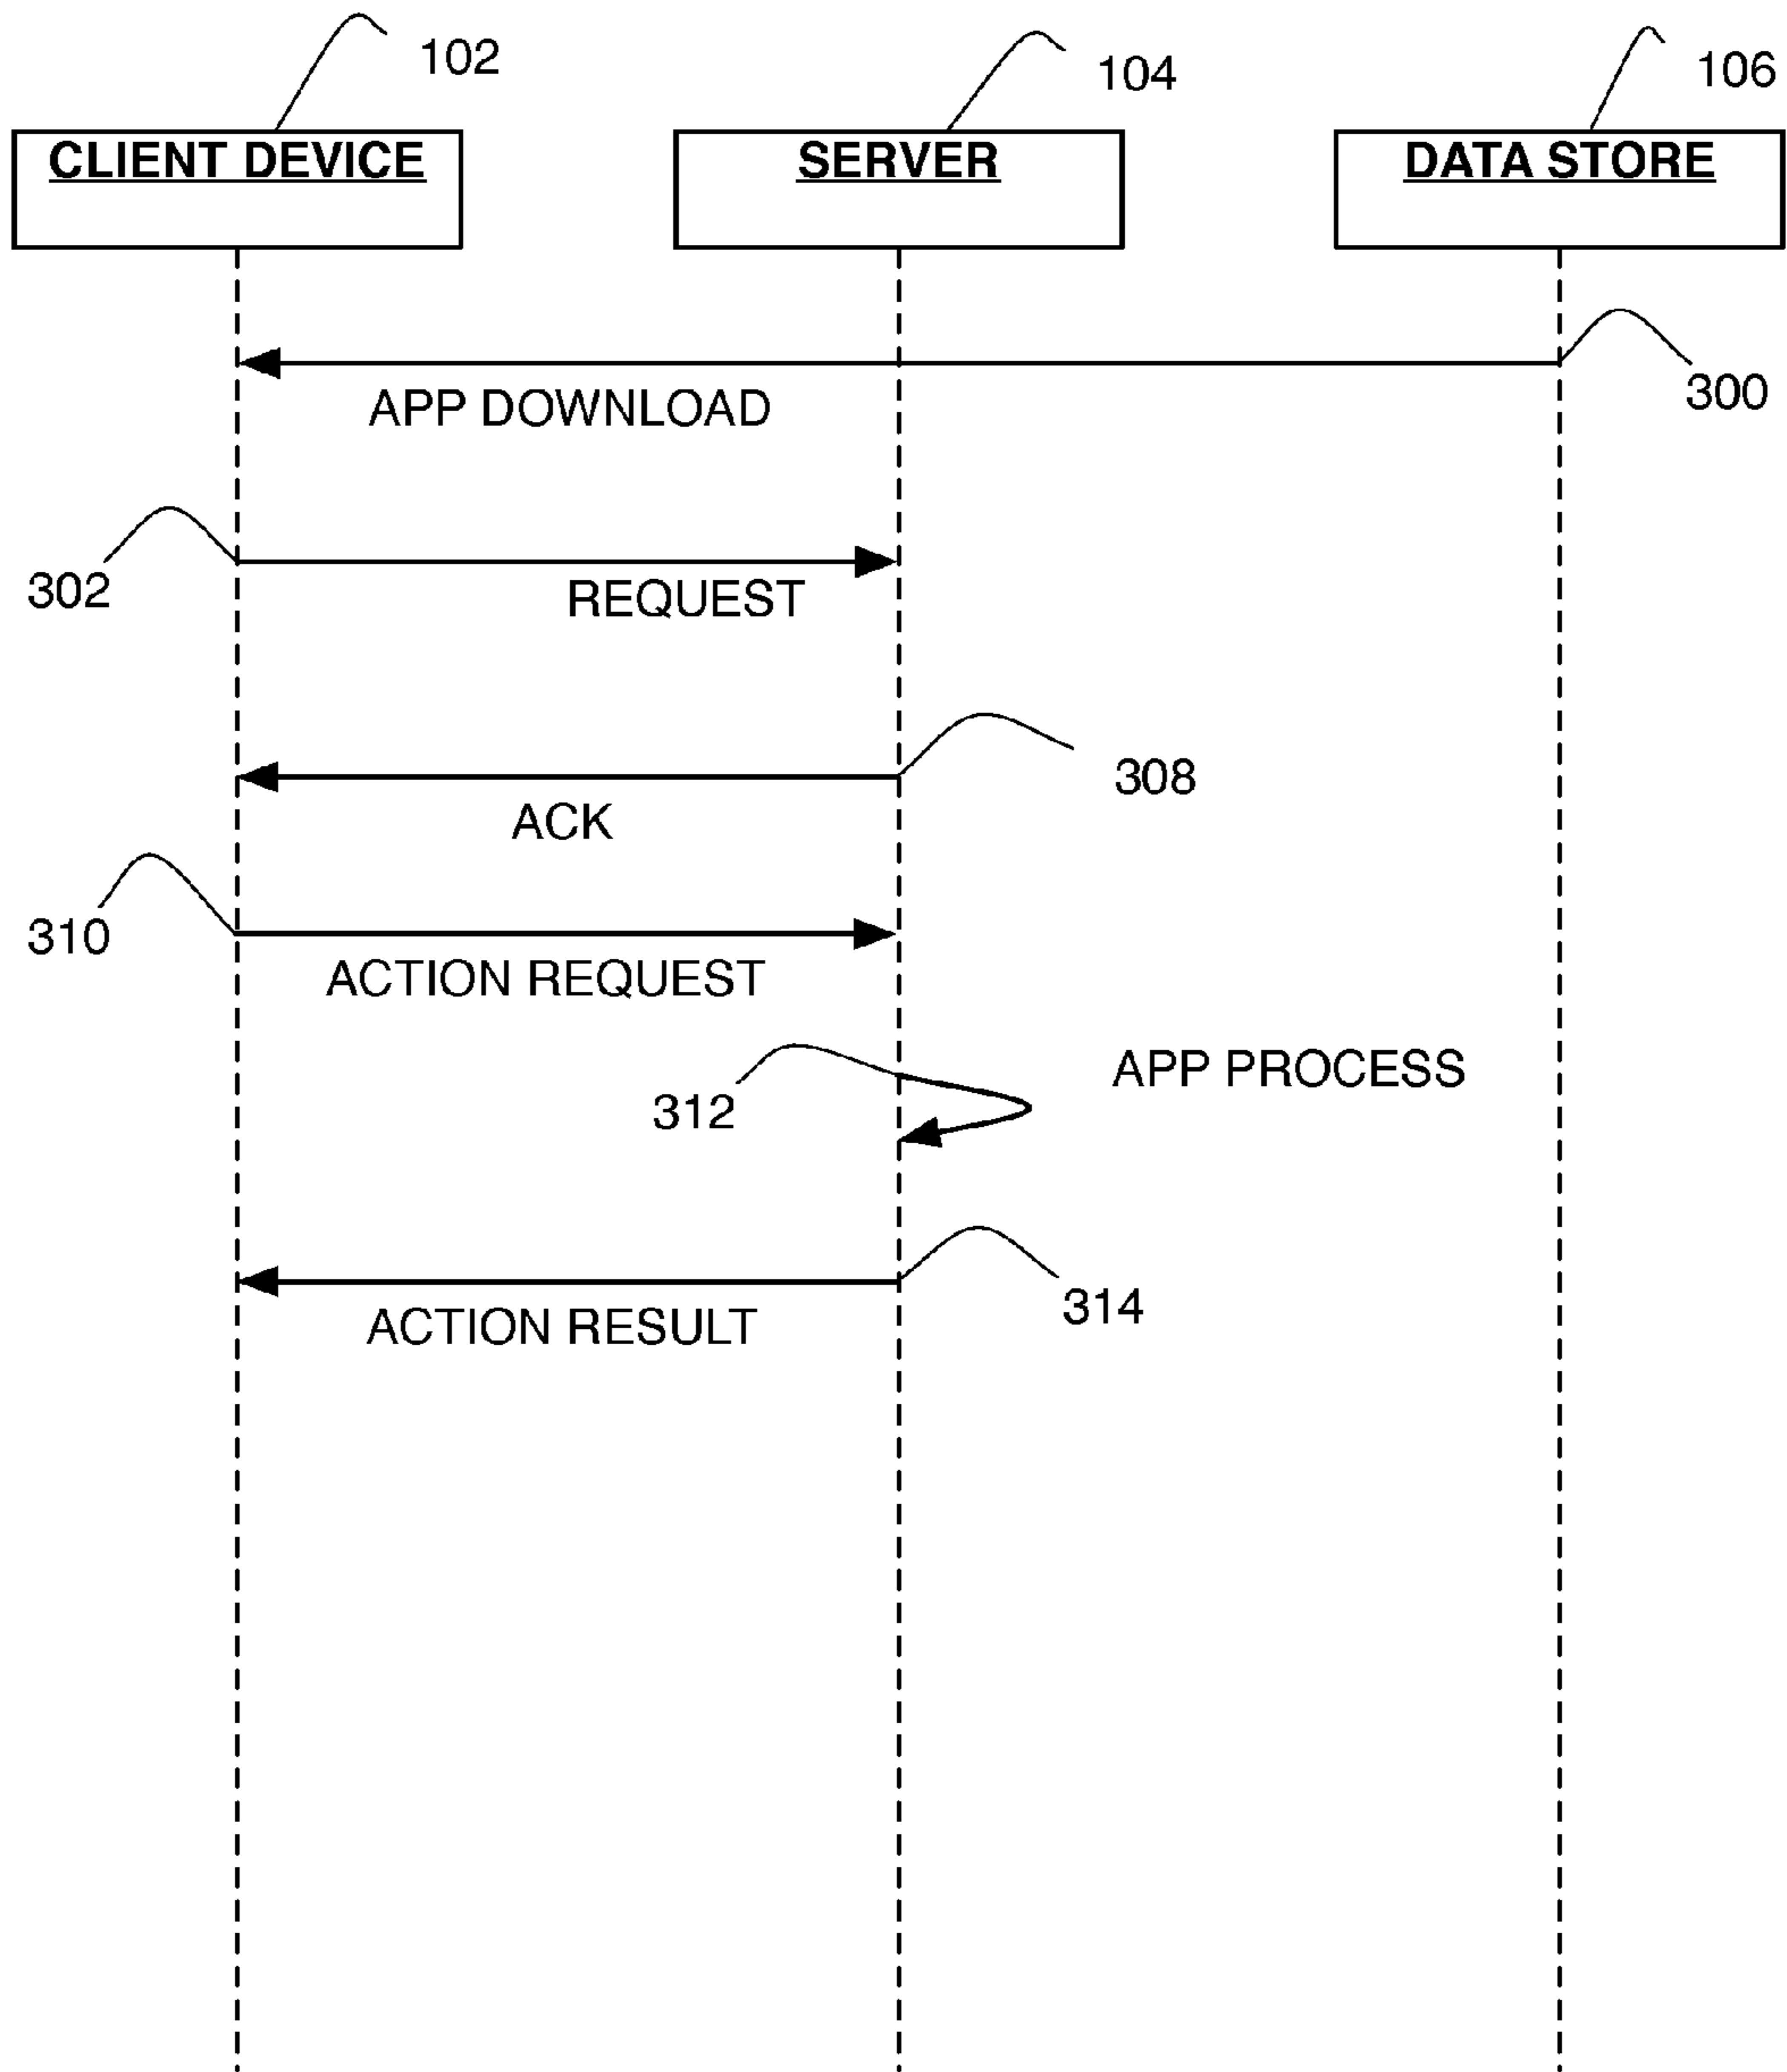 102
104
106
CLIENT DEVICE
SERVER
DATA STORE
300
APP DOWNLOAD
302
REQUEST
308
ACK
310
ACTION REQUEST
APP PROCESS
312
314
ACTION RESULT